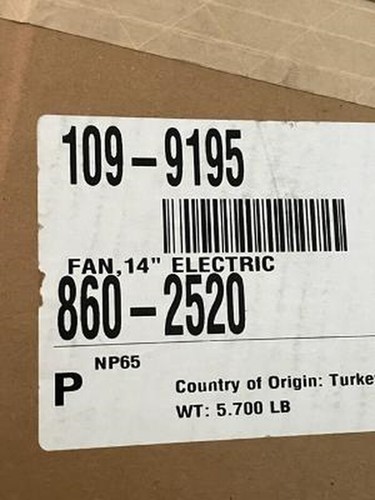 109-9195
FAN,14" ELECTRIC
860-2520
NP65
P
Country of Origin: Turke
WT: 5.700 LB